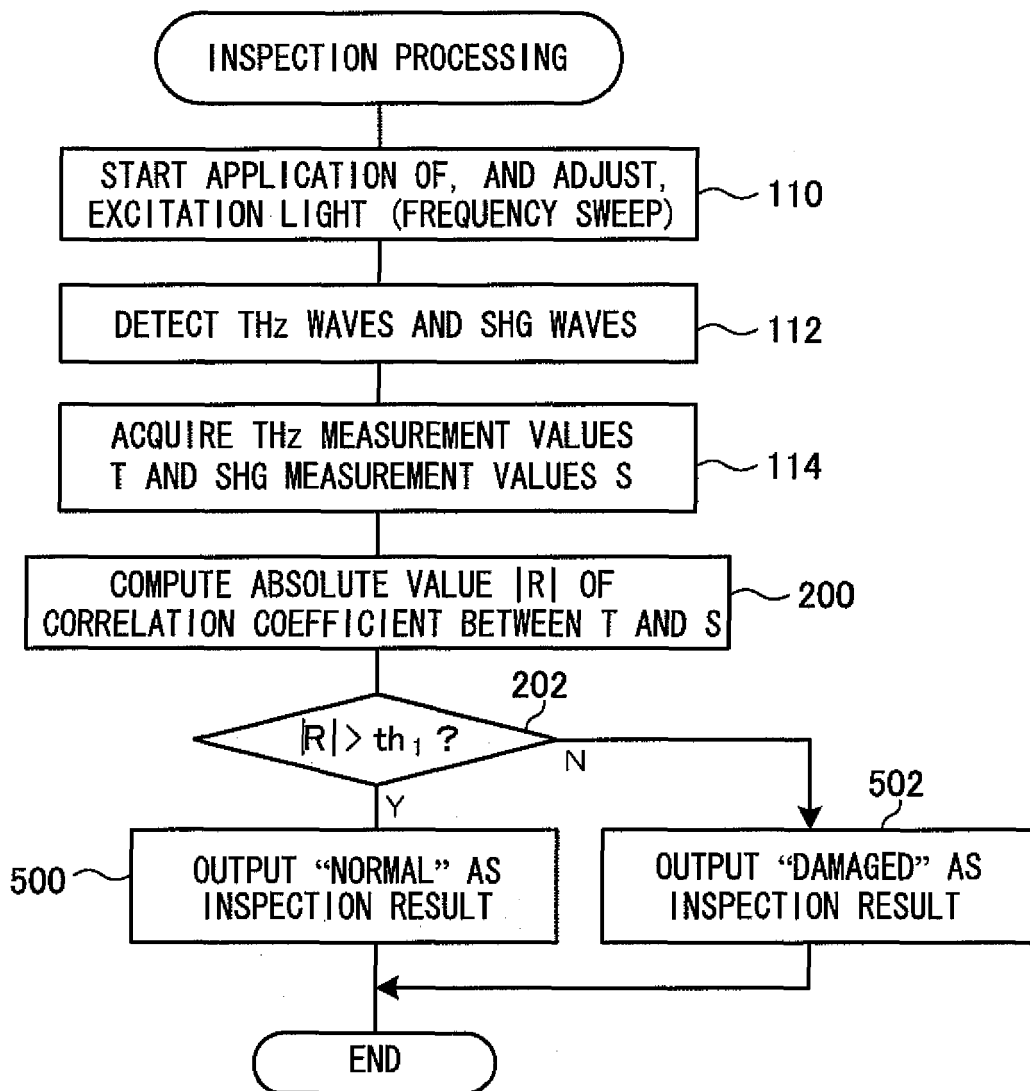 INSPECTION PROCESSING
START APPLICATION OF, AND ADJUST,
EXCITATION LIGHT (FREQUENCY SWEEP)
110
DETECT THz WAVES AND SHG WAVES
112
ACQUIRE THz MEASUREMENT VALUES
T AND SHG MEASUREMENT VALUES S
114
COMPUTE ABSOLUTE VALUE |R| OF
CORRELATION COEFFICIENT BETWEEN T AND S
200
202
|R| > th₁ ?
N
Y
502
500
OUTPUT “NORMAL” AS
INSPECTION RESULT
OUTPUT “DAMAGED” AS
INSPECTION RESULT
END